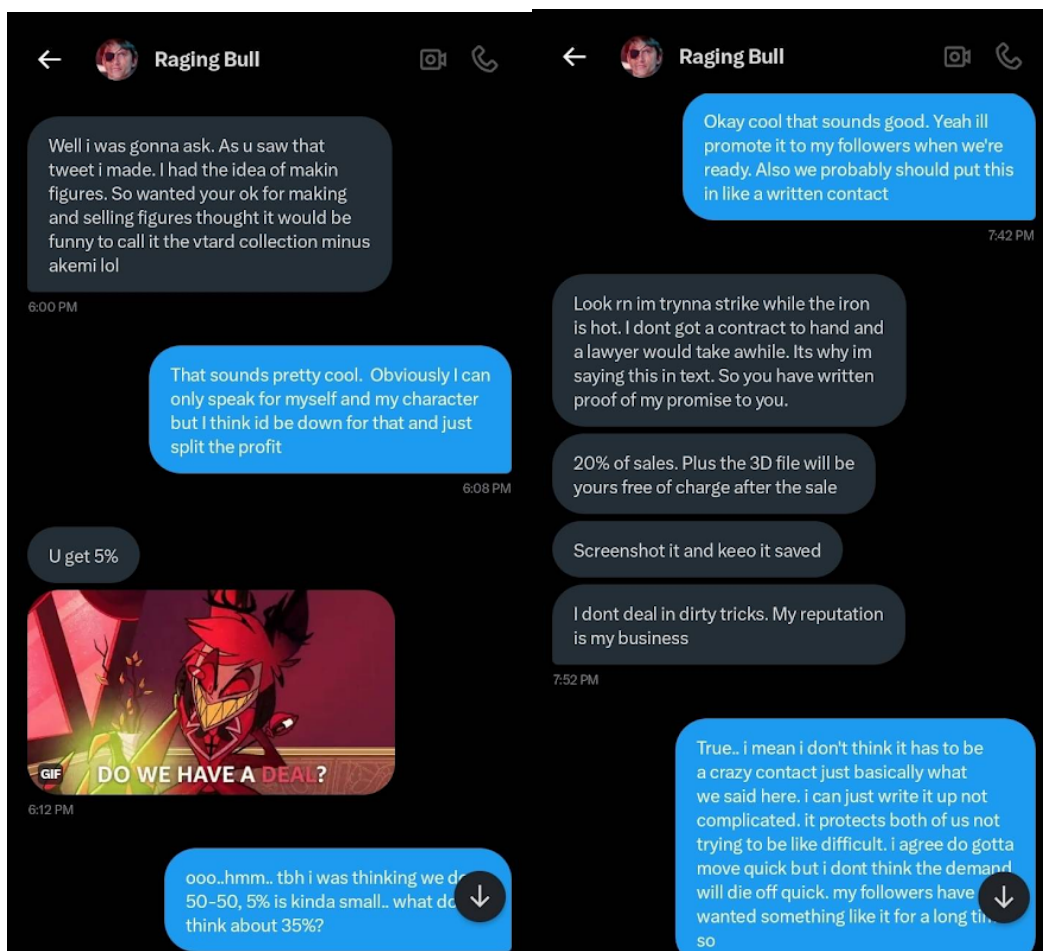 Raging Bull
Well i was gonna ask. As u saw that
tweet i made. I had the idea of makin
figures. So wanted your ok for making
and selling figures thought it would be
funny to call it the vtard collection minus
akemi lol
6:00 PM
That sounds pretty cool.  Obviously I can
only speak for myself and my character
but I think id be down for that and just
split the profit
6:08 PM
U get 5%
GIF
DO WE HAVE A DEAL?
6:12 PM
ooo..hmm.. tbh i was thinking we
50-50, 5% is kinda small.. what
think about 35%?
Raging Bull
Okay cool that sounds good. Yeah ill
promote it to my followers when we're
ready. Also we probably should put this
in like a written contact
7:42 PM
Look rn im trynna strike while the iron
is hot. I dont got a contract to hand and
a lawyer would take awhile. Its why im
saying this in text. So you have written
proof of my promise to you.
20% of sales. Plus the 3D file will be
yours free of charge after the sale
Screenshot it and keeo it saved
I dont deal in dirty tricks. My reputation
is my business
7:52 PM
True.. i mean i don't think it has to be
a crazy contact just basically what
we said here. i can just write it up not
complicated. it protects both of us not
trying to be like difficult. i agree do gotta
move quick but i dont think the demand
will die off quick. my followers have
wanted something like it for a long
so